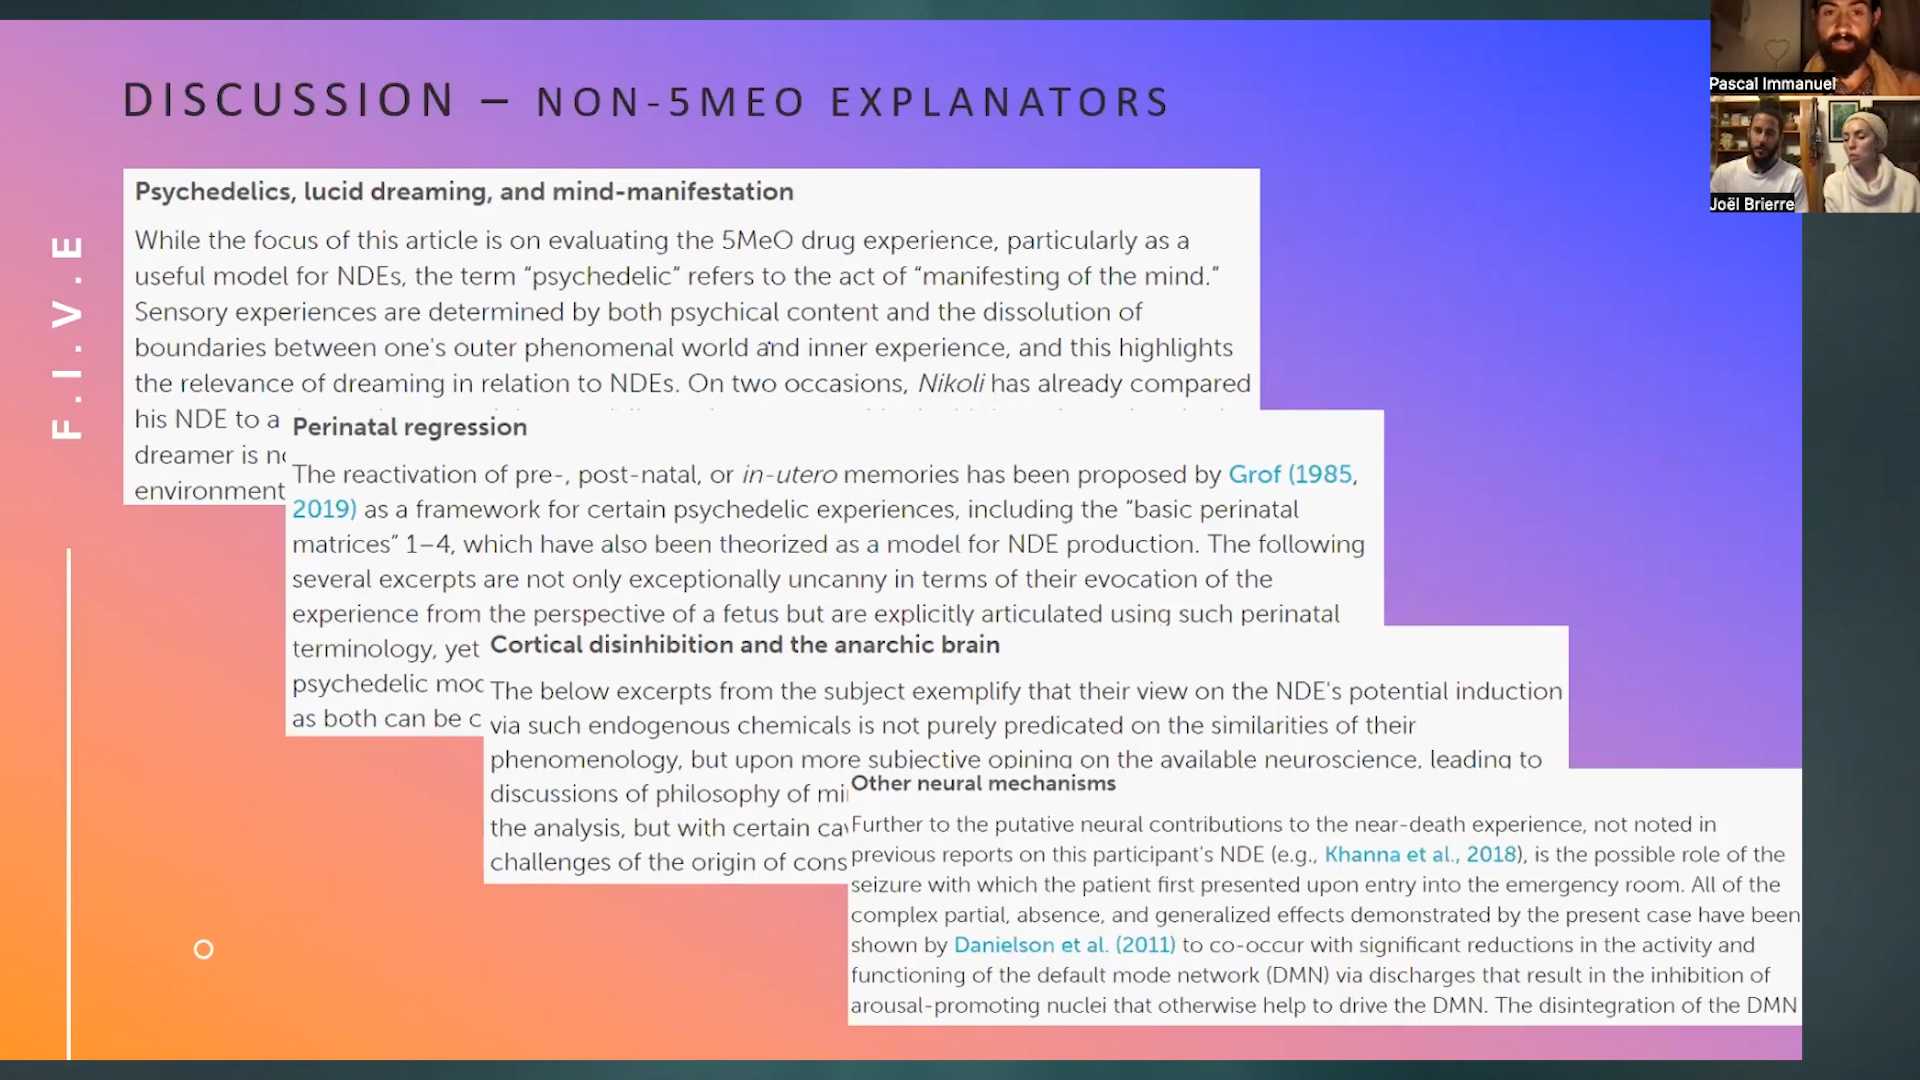 DISCUSSION – NON-5MEO EXPLANATORS
F.I.V.E
Psychedelics, lucid dreaming, and mind-manifestation
While the focus of this article is on evaluating the 5MeO drug experience, particularly as a
useful model for NDEs, the term “psychedelic” refers to the act of “manifesting of the mind.”
Sensory experiences are determined by both psychical content and the dissolution of
boundaries between one's outer phenomenal world and inner experience, and this highlights
the relevance of dreaming in relation to NDEs. On two occasions, Nikoli has already compared
his NDE to a
dreamer is
environment
Perinatal regression
The reactivation of pre-, post-natal, or in-utero memories has been proposed by Grof (1985,
2019) as a framework for certain psychedelic experiences, including the “basic perinatal
matrices” 1–4, which have also been theorized as a model for NDE production. The following
several excerpts are not only exceptionally uncanny in terms of their evocation of the
experience from the perspective of a fetus but are explicitly articulated using such perinatal
terminology, yet
psychedelic
as both can be
Cortical disinhibition and the anarchic brain
The below excerpts from the subject exemplify that their view on the NDE's potential induction
via such endogenous chemicals is not purely predicated on the similarities of their
phenomenology, but upon more subjective opining on the available neuroscience, leading to
discussions of philosophy of
the analysis, but with certain
challenges of the origin of
Other neural mechanisms
Further to the putative neural contributions to the near-death experience, not noted in
previous reports on this participant's NDE (e.g., Khanna et al., 2018), is the possible role of the
seizure with which the patient first presented upon entry into the emergency room. All of the
complex partial, absence, and generalized effects demonstrated by the present case have been
shown by Danielson et al. (2011) to co-occur with significant reductions in the activity and
functioning of the default mode network (DMN) via discharges that result in the inhibition of
arousal-promoting nuclei that otherwise help to drive the DMN. The disintegration of the DMN
Pascal Immanuel
Joël Brierre